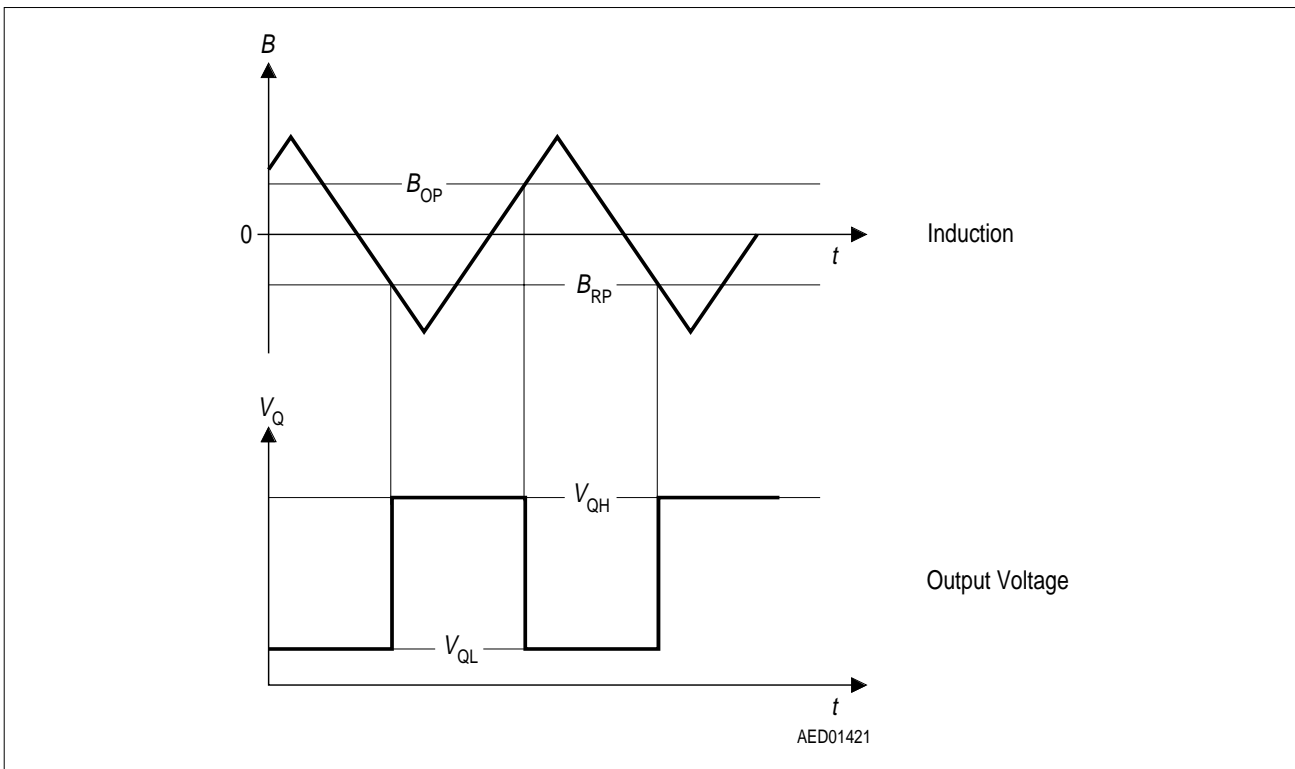 B
B_OP
0
t
Induction
B_RP
V_Q
V_QH
Output Voltage
V_QL
t
AED01421